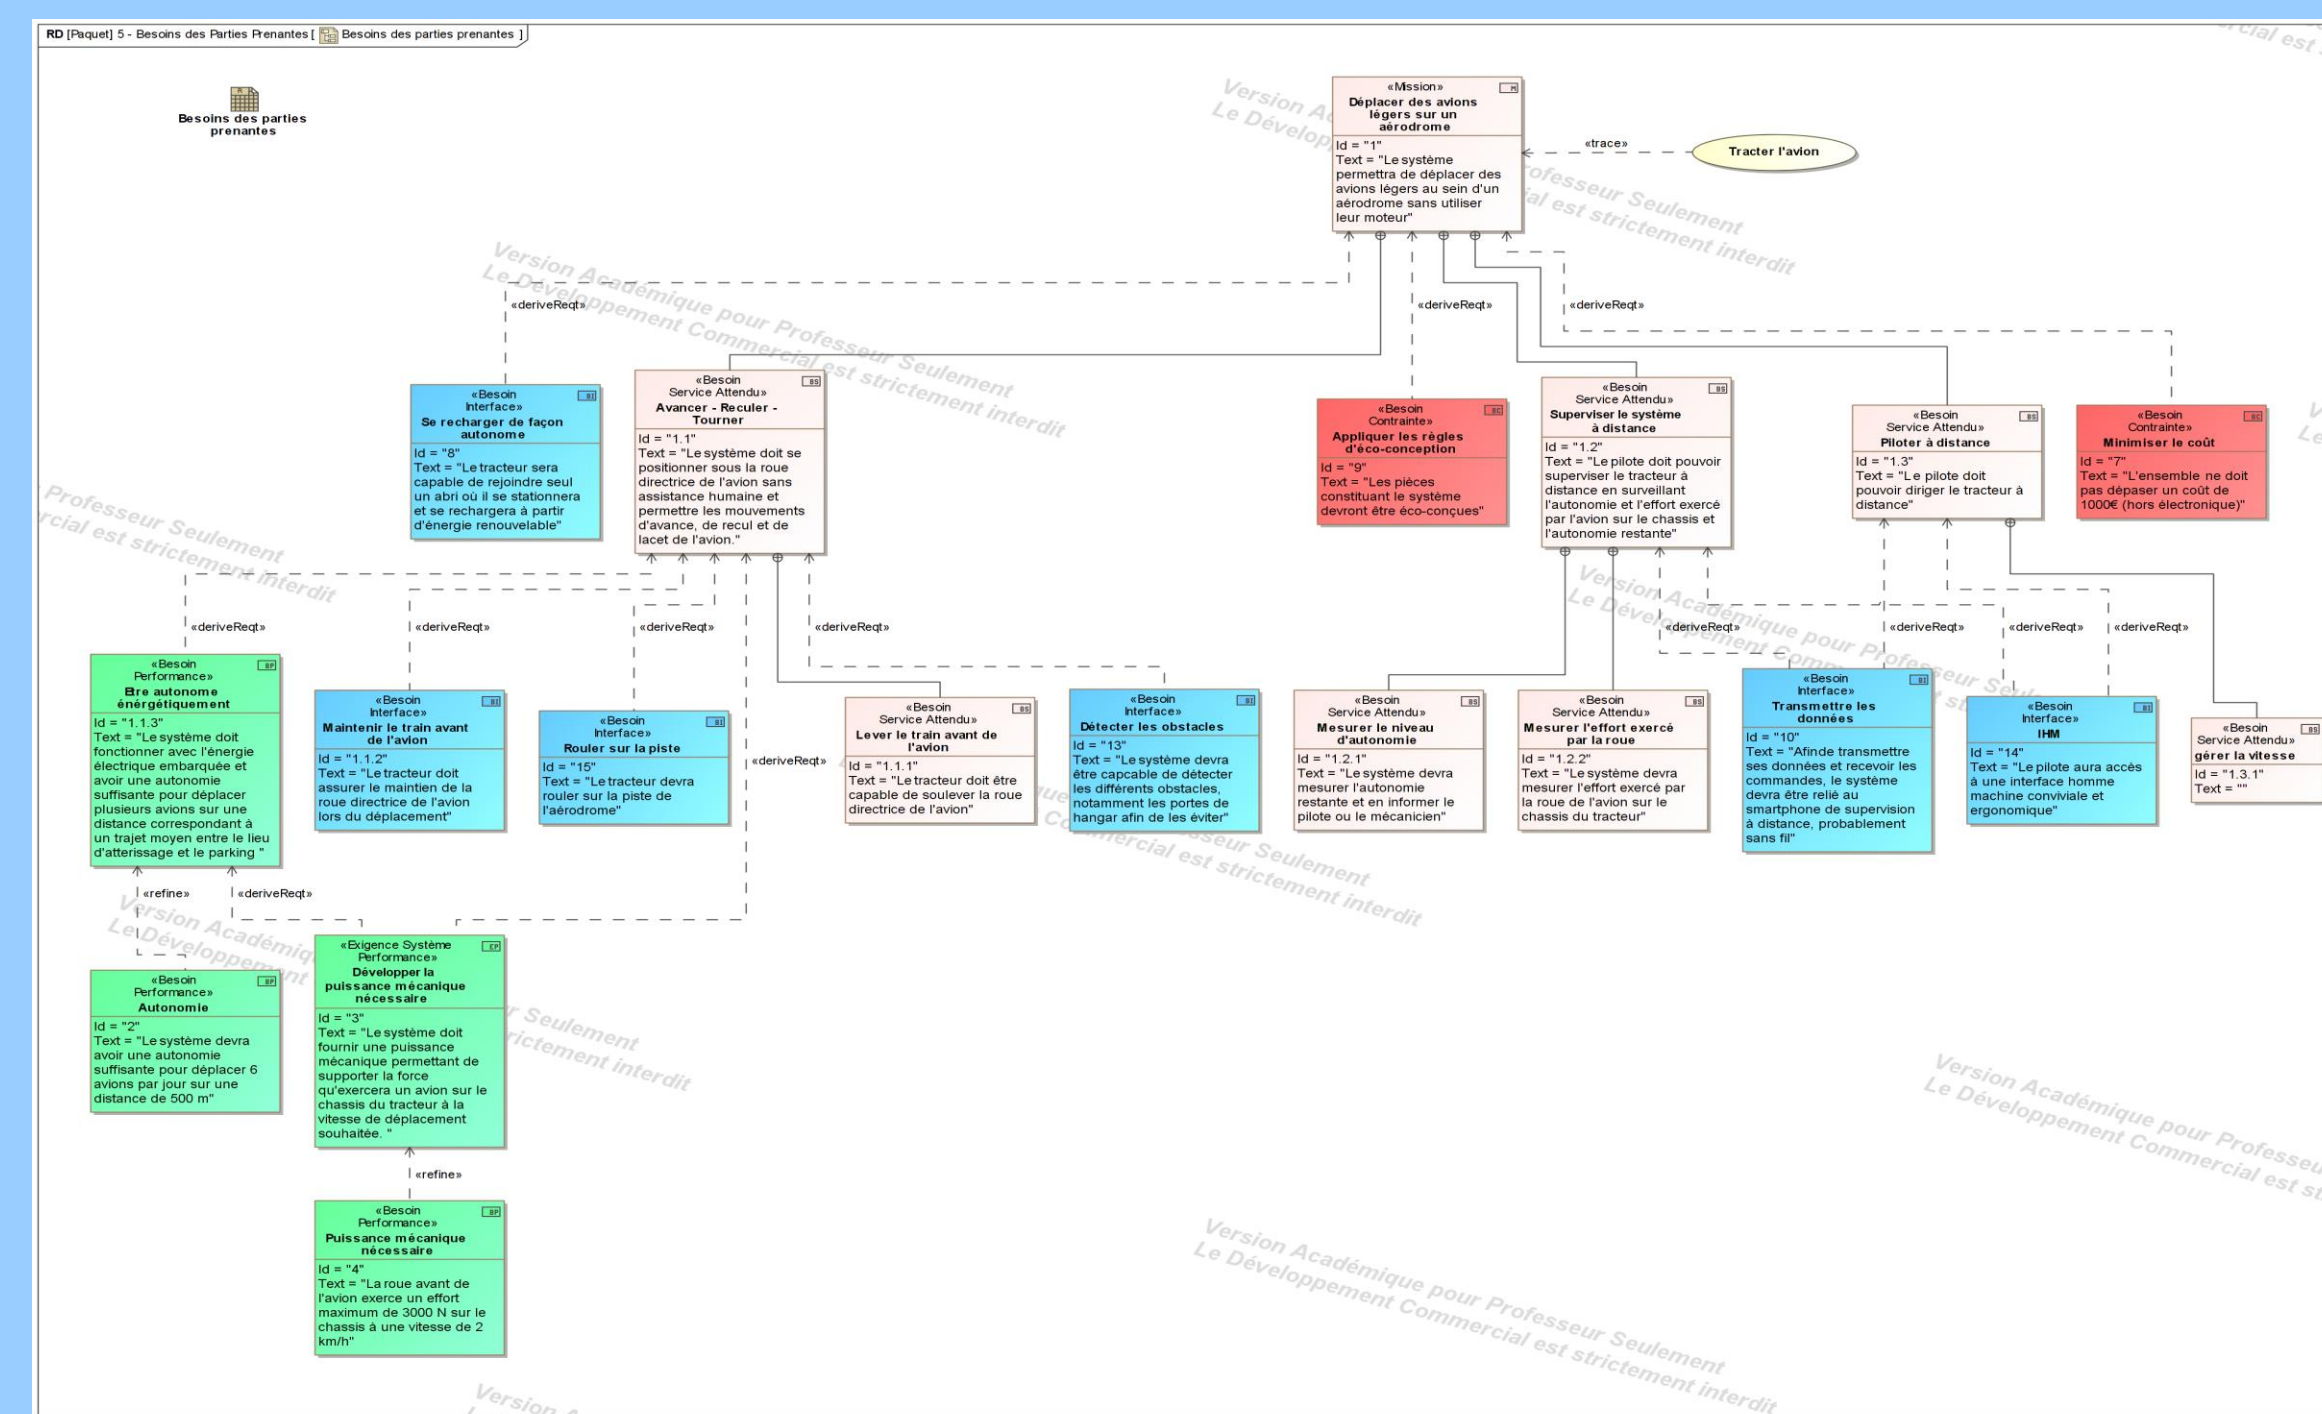 RD [Paquet] 5 - Besoins des Parties Prenantes [ Besoins des parties prenantes ]
Besoins des parties
prenantes
«Mission»
Déplacer des avions
légers sur un
aérodrome
Id = "1"
Text = "Le système
permettra de déplacer des
avions légers au sein d'un
aérodrome sans utiliser
leur moteur"
«trace»
Tracter l'avion
«deriveReqt»
«deriveReqt»
«deriveReqt»
«Besoin
Interface»
Se recharger de façon
autonome
Id = "8"
Text = "Le tracteur sera
capable de rejoindre seul
un abri où il se stationnera
et se rechargera à partir
d'énergie renouvelable"
«Besoin
Service Attendu»
Avancer - Reculer -
Tourner
Id = "1.1"
Text = "Le système doit se
positionner sous la roue
directrice de l'avion sans
assistance humaine et
permettre les mouvements
d'avance, de recul et de
lacet de l'avion."
«Besoin
Contrainte»
Appliquer les règles
d'éco-conception
Id = "9"
Text = "Les pièces
constituant le système
devront être éco-conçues"
«Besoin
Service Attendu»
Superviser le système
à distance
Id = "1.2"
Text = "Le pilote doit pouvoir
superviser le tracteur à
distance en surveillant
l'autonomie et l'effort exercé
par l'avion sur le chassis et
l'autonomie restante"
«Besoin
Service Attendu»
Piloter à distance
Id = "1.3"
Text = "Le pilote doit
pouvoir diriger le tracteur à
distance"
«Besoin
Contrainte»
Minimiser le coût
Id = "7"
Text = "L'ensemble ne doit
pas dépaser un coût de
1000€ (hors électronique)"
«deriveReqt»
«deriveReqt»
«deriveReqt»
«deriveReqt»
«deriveReqt»
«deriveReqt»
«deriveReqt»
«deriveReqt»
«deriveReqt»
«Besoin
Performance»
Etre autonome
énérgétiquement
Id = "1.1.3"
Text = "Le système doit
fonctionner avec l'énergie
électrique embarquée et
avoir une autonomie
suffisante pour déplacer
plusieurs avions sur une
distance correspondant à
un trajet moyen entre le lieu
d'atterissage et le parking "
«Besoin
Interface»
Maintenir le train avant
de l'avion
Id = "1.1.2"
Text = "Le tracteur doit
assurer le maintien de la
roue directrice de l'avion
lors du déplacement"
«Besoin
Interface»
Rouler sur la piste
Id = "15"
Text = "Le tracteur devra
rouler sur la piste de
l'aérodrome"
«Besoin
Service Attendu»
Lever le train avant de
l'avion
Id = "1.1.1"
Text = "Le tracteur doit être
capable de soulever la roue
directrice de l'avion"
«Besoin
Interface»
Détecter les obstacles
Id = "13"
Text = "Le système devra
être capcable de détecter
les différents obstacles,
notamment les portes de
hangar afin de les éviter"
«Besoin
Service Attendu»
Mesurer le niveau
d'autonomie
Id = "1.2.1"
Text = "Le système devra
mesurer l'autonomie
restante et en informer le
pilote ou le mécanicien"
«Besoin
Service Attendu»
Mesurer l'effort exercé
par la roue
Id = "1.2.2"
Text = "Le système devra
mesurer l'effort exercé par
la roue de l'avion sur le
chassis du tracteur"
«Besoin
Interface»
Transmettre les
données
Id = "10"
Text = "Afinde transmettre
ses données et recevoir les
commandes, le système
devra être relié au
smartphone de supervision
à distance, probablement
sans fil"
«Besoin
Interface»
IHM
Id = "14"
Text = "Le pilote aura accès
à une interface homme
machine conviviale et
ergonomique"
«Besoin
Service Attendu»
gérer la vitesse
Id = "1.3.1"
Text = ""
«refine»
«deriveReqt»
«Besoin
Performance»
Autonomie
Id = "2"
Text = "Le système devra
avoir une autonomie
suffisante pour déplacer 6
avions par jour sur une
distance de 500 m"
«Exigence Système
Performance»
Développer la
puissance mécanique
nécessaire
Id = "3"
Text = "Le système doit
fournir une puissance
mécanique permettant de
supporter la force
qu'exercera un avion sur le
chassis du tracteur à la
vitesse de déplacement
souhaitée. "
«refine»
«Besoin
Performance»
Puissance mécanique
nécessaire
Id = "4"
Text = "La roue avant de
l'avion exerce un effort
maximum de 3000 N sur le
chassis à une vitesse de 2
km/h"
Version Académique pour Professeur Seulement
Le Développement Commercial est strictement interdit